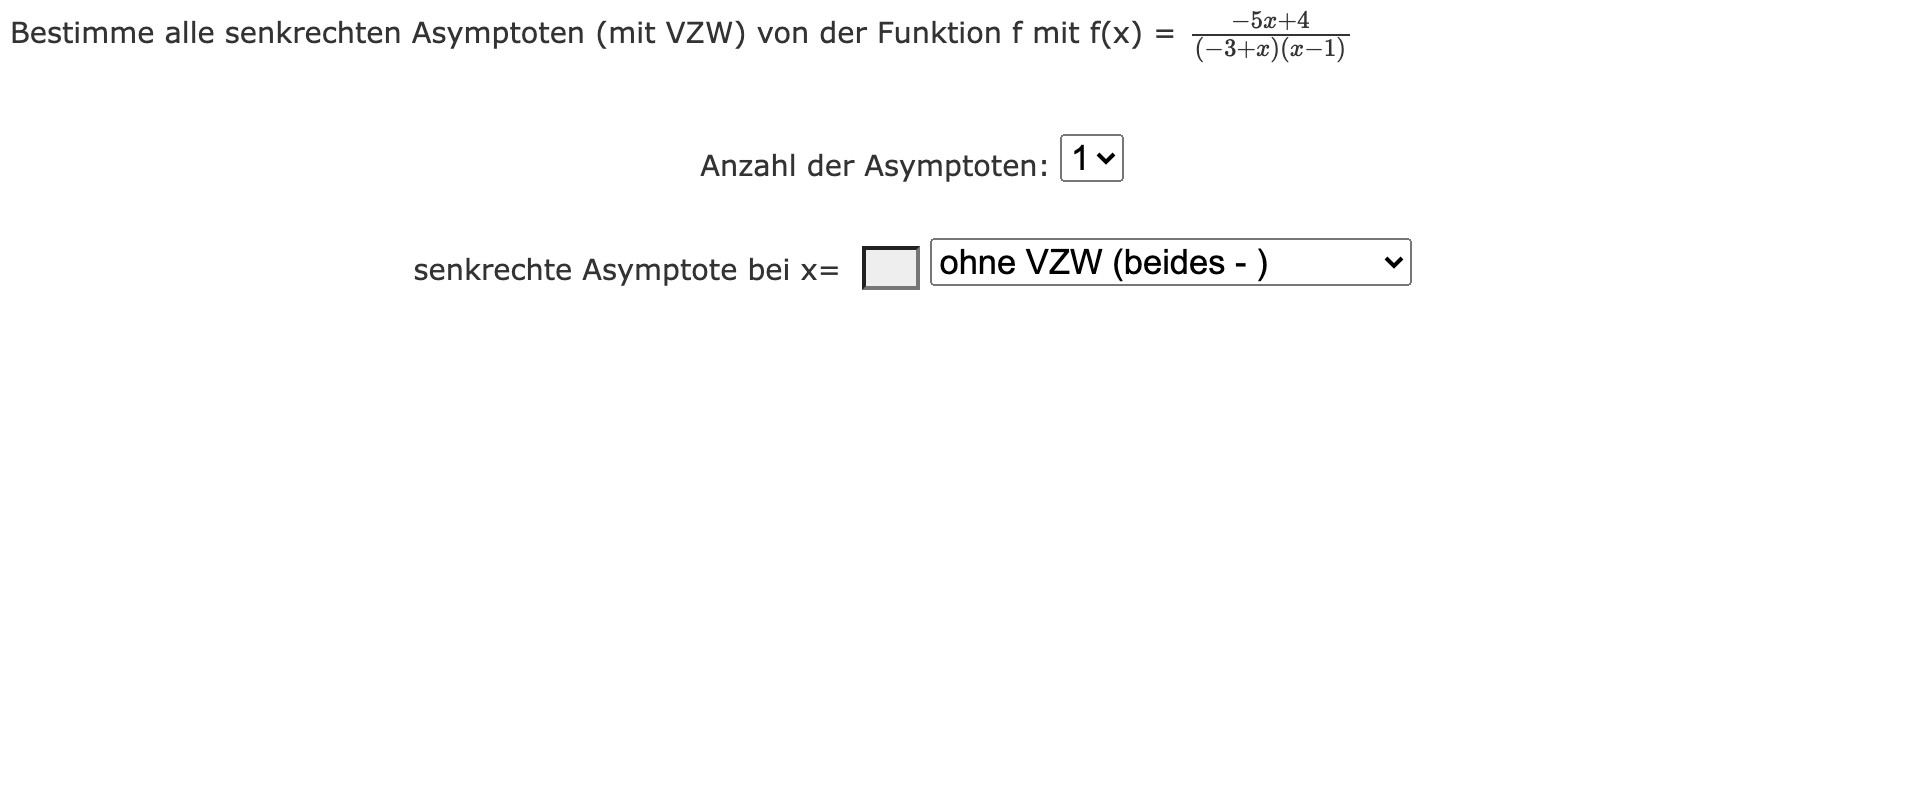 Bestimme alle senkrechten Asymptoten (mit VZW) von der Funktion f mit f(x) = \frac{-5x+4}{(-3+x)(x-1)}
Anzahl der Asymptoten: 1
senkrechte Asymptote bei x= ohne VZW (beides - )